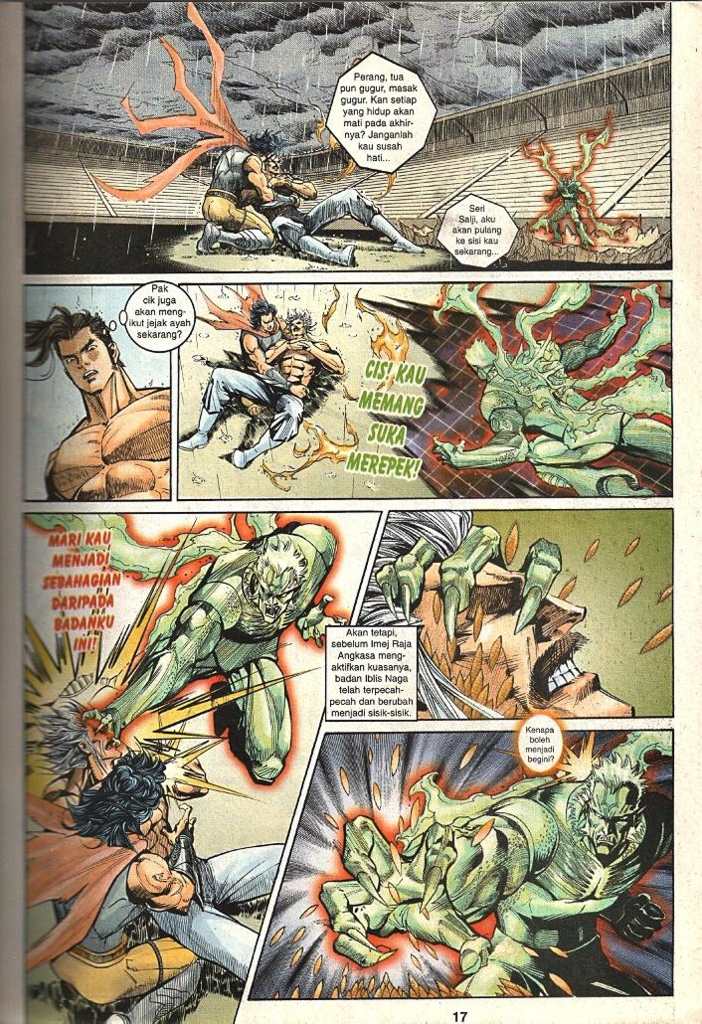 Perang, tua
pun gugur, masak
gugur. Kan setiap
yang hidup akan
mati pada akhir-
nya? Janganlah
kau susah
hati...
Seri
Salji, aku
akan pulang
ke sisi kau
sekarang...
Pak
cik juga
akan meng-
ikut jejak ayah
sekarang?
CIS! KAU
MEMANG
SUKA
MEREPEK!
MARI KAU
MENJADI
SEBAHAGIAN
DARIPADA
BADANKU
INI!
Akan tetapi,
sebelum Imej Raja
Angkasa meng-
aktifkan kuasanya,
badan Iblis Naga
telah terpecah-
pecah dan berubah
menjadi sisik-sisik.
Kenapa
boleh
menjadi
begini?
17